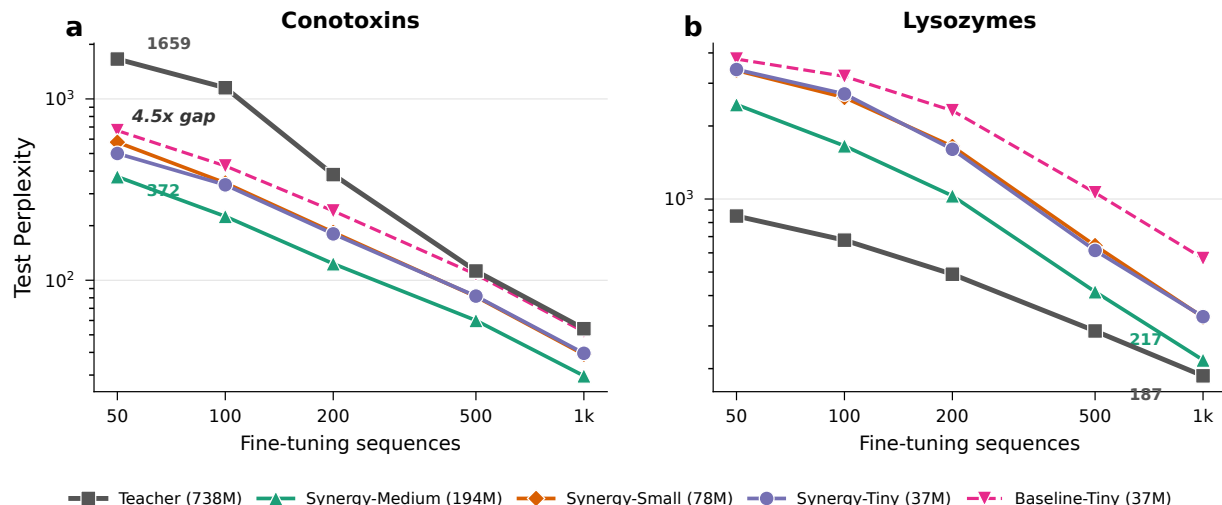 a
Conotoxins
Test Perplexity
10³
10²
1659
4.5x gap
372
50
100
200
500
1k
Fine-tuning sequences
b
Lysozymes
10³
217
187
50
100
200
500
1k
Fine-tuning sequences
Teacher (738M)
Synergy-Medium (194M)
Synergy-Small (78M)
Synergy-Tiny (37M)
Baseline-Tiny (37M)